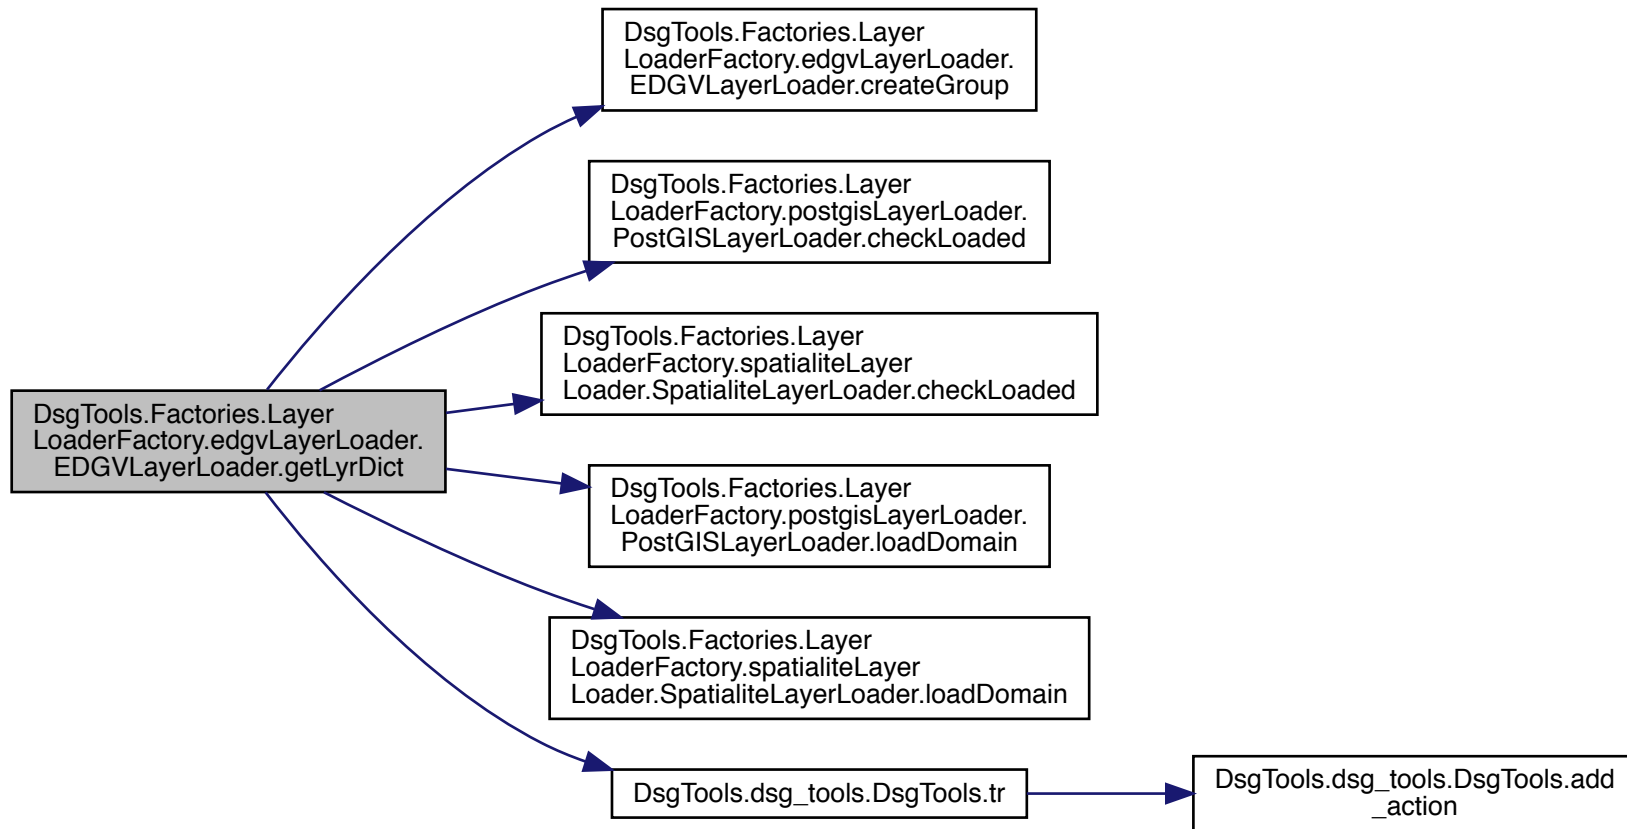 DsgTools.Factories.Layer
LoaderFactory.edgvLayerLoader.
EDGVLayerLoader.createGroup
DsgTools.Factories.Layer
LoaderFactory.postgisLayerLoader.
PostGISLayerLoader.checkLoaded
DsgTools.Factories.Layer
LoaderFactory.spatialiteLayer
Loader.SpatialiteLayerLoader.checkLoaded
DsgTools.Factories.Layer
LoaderFactory.edgvLayerLoader.
EDGVLayerLoader.getLyrDict
DsgTools.Factories.Layer
LoaderFactory.postgisLayerLoader.
PostGISLayerLoader.loadDomain
DsgTools.Factories.Layer
LoaderFactory.spatialiteLayer
Loader.SpatialiteLayerLoader.loadDomain
DsgTools.dsg_tools.DsgTools.tr
DsgTools.dsg_tools.DsgTools.add
_action